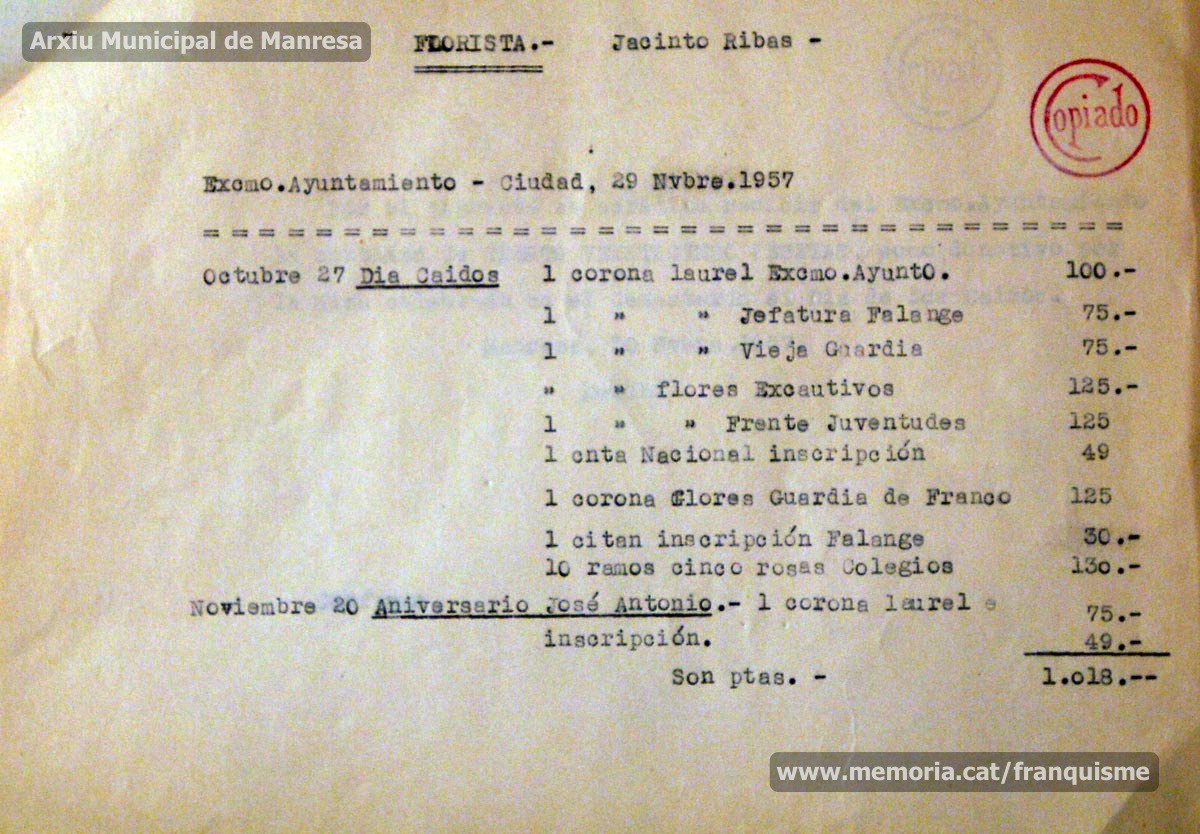 Arxiu Municipal de Manresa
FLORISTA.- Jacinto Ribas -
Copiado
Excmo.Ayuntamiento - Ciudad, 29 Nvbre.1957
= = = = = = = = = = = = = = = = = = = = = = = = = = = = = = = = =
Octubre 27 Dia Caidos 1 corona laurel Excmo.Ayuntº. 100.-
1 " " Jefatura Falange 75.-
1 " " Vieja Guardia 75.-
" " flores Excautivos 125.-
1 " " Frente Juventudes 125
1 cnta Nacional inscripción 49
1 corona flores Guardia de Franco 125
1 citan inscripción Falange 30.-
10 ramos cinco rosas Colegios 130.-
Noviembre 20 Aniversario José Antonio.- 1 corona laurel e 75.-
inscripción. 49.-
Son ptas. - 1.018.--
www.memoria.cat/franquisme